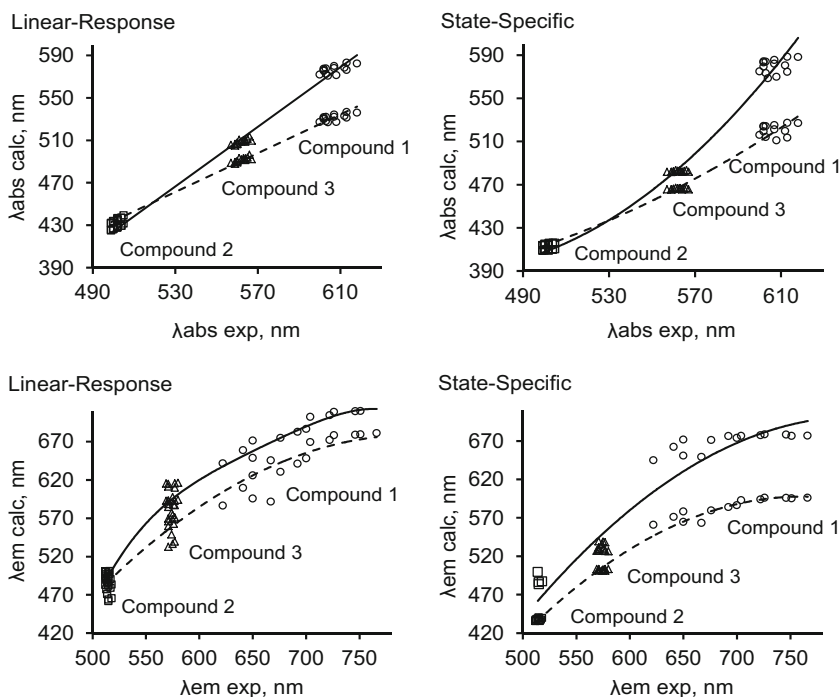 Linear-Response
590
550
510
470
430
390
490
530
570
610
λabs calc, nm
λabs exp, nm
Compound 1
Compound 3
Compound 2
State-Specific
590
550
510
470
430
390
490
530
570
610
λabs calc, nm
λabs exp, nm
Compound 1
Compound 3
Compound 2
Linear-Response
670
620
570
520
470
420
500
550
600
650
700
750
λem calc, nm
λem exp, nm
Compound 1
Compound 3
Compound 2
State-Specific
670
620
570
520
470
420
500
550
600
650
700
750
λem calc, nm
λem exp, nm
Compound 1
Compound 3
Compound 2